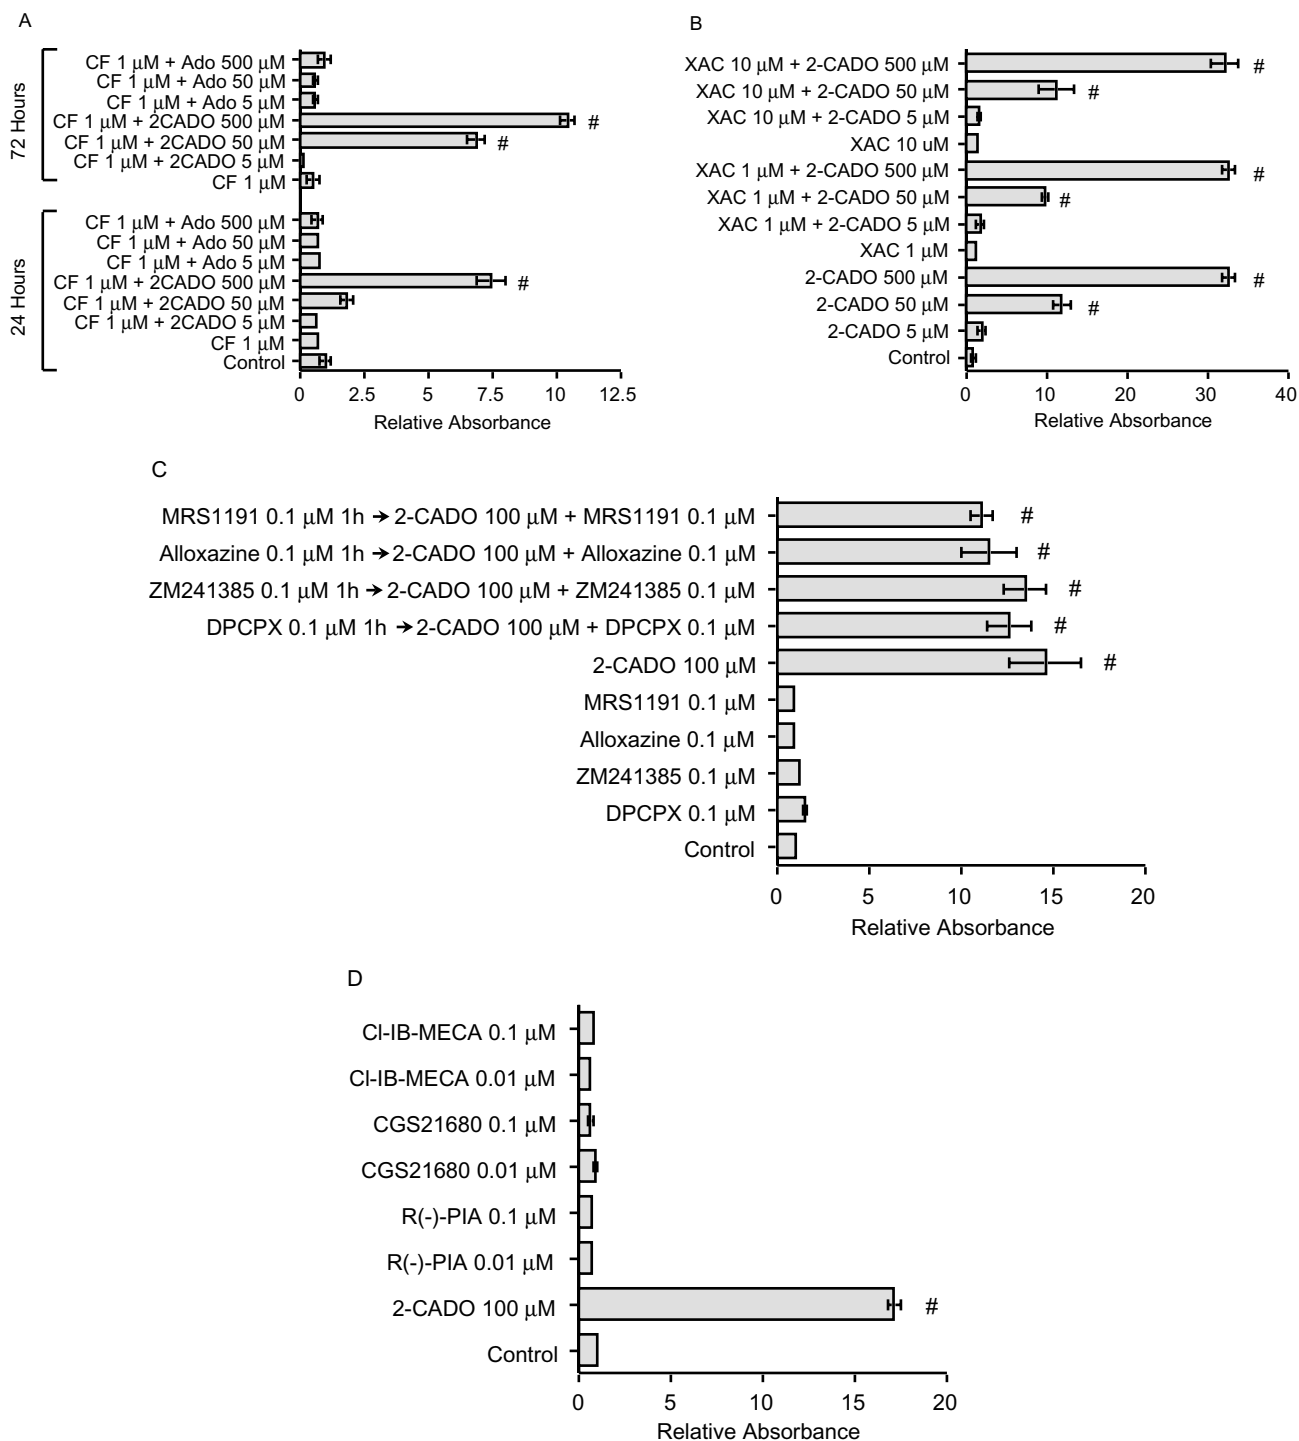 A
72 Hours
CF 1 μM + Ado 500 μM
CF 1 μM + Ado 50 μM
CF 1 μM + Ado 5 μM
CF 1 μM + 2CADO 500 μM
#
CF 1 μM + 2CADO 50 μM
#
CF 1 μM + 2CADO 5 μM
CF 1 μM
24 Hours
CF 1 μM + Ado 500 μM
CF 1 μM + Ado 50 μM
CF 1 μM + Ado 5 μM
CF 1 μM + 2CADO 500 μM
#
CF 1 μM + 2CADO 50 μM
CF 1 μM + 2CADO 5 μM
CF 1 μM
Control
0 2.5 5 7.5 10 12.5
Relative Absorbance
B
XAC 10 μM + 2-CADO 500 μM
#
XAC 10 μM + 2-CADO 50 μM
#
XAC 10 μM + 2-CADO 5 μM
XAC 10 uM
XAC 1 μM + 2-CADO 500 μM
#
XAC 1 μM + 2-CADO 50 μM
#
XAC 1 μM + 2-CADO 5 μM
XAC 1 μM
2-CADO 500 μM
#
2-CADO 50 μM
#
2-CADO 5 μM
Control
0 10 20 30 40
Relative Absorbance
C
MRS1191 0.1 μM 1h → 2-CADO 100 μM + MRS1191 0.1 μM
#
Alloxazine 0.1 μM 1h → 2-CADO 100 μM + Alloxazine 0.1 μM
#
ZM241385 0.1 μM 1h → 2-CADO 100 μM + ZM241385 0.1 μM
#
DPCPX 0.1 μM 1h → 2-CADO 100 μM + DPCPX 0.1 μM
#
2-CADO 100 μM
#
MRS1191 0.1 μM
Alloxazine 0.1 μM
ZM241385 0.1 μM
DPCPX 0.1 μM
Control
0 5 10 15 20
Relative Absorbance
D
Cl-IB-MECA 0.1 μM
Cl-IB-MECA 0.01 μM
CGS21680 0.1 μM
CGS21680 0.01 μM
R(-)-PIA 0.1 μM
R(-)-PIA 0.01 μM
2-CADO 100 μM
#
Control
0 5 10 15 20
Relative Absorbance